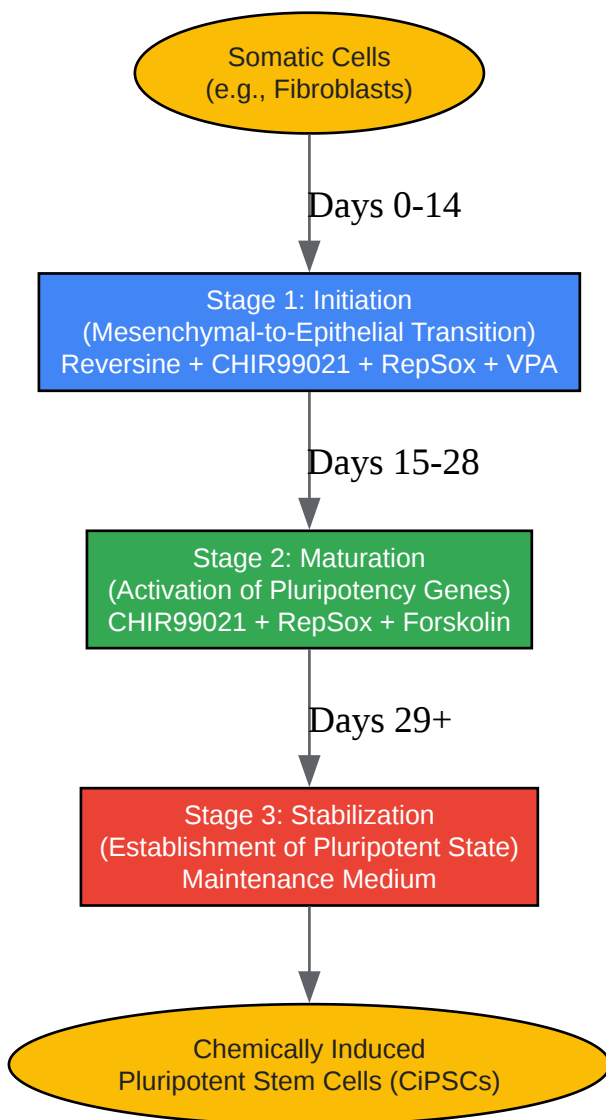 Somatic Cells
(e.g., Fibroblasts)
Days 0-14
Stage 1: Initiation
(Mesenchymal-to-Epithelial Transition)
Reversine + CHIR99021 + RepSox + VPA
Days 15-28
Stage 2: Maturation
(Activation of Pluripotency Genes)
CHIR99021 + RepSox + Forskolin
Days 29+
Stage 3: Stabilization
(Establishment of Pluripotent State)
Maintenance Medium
Chemically Induced
Pluripotent Stem Cells (CiPSCs)